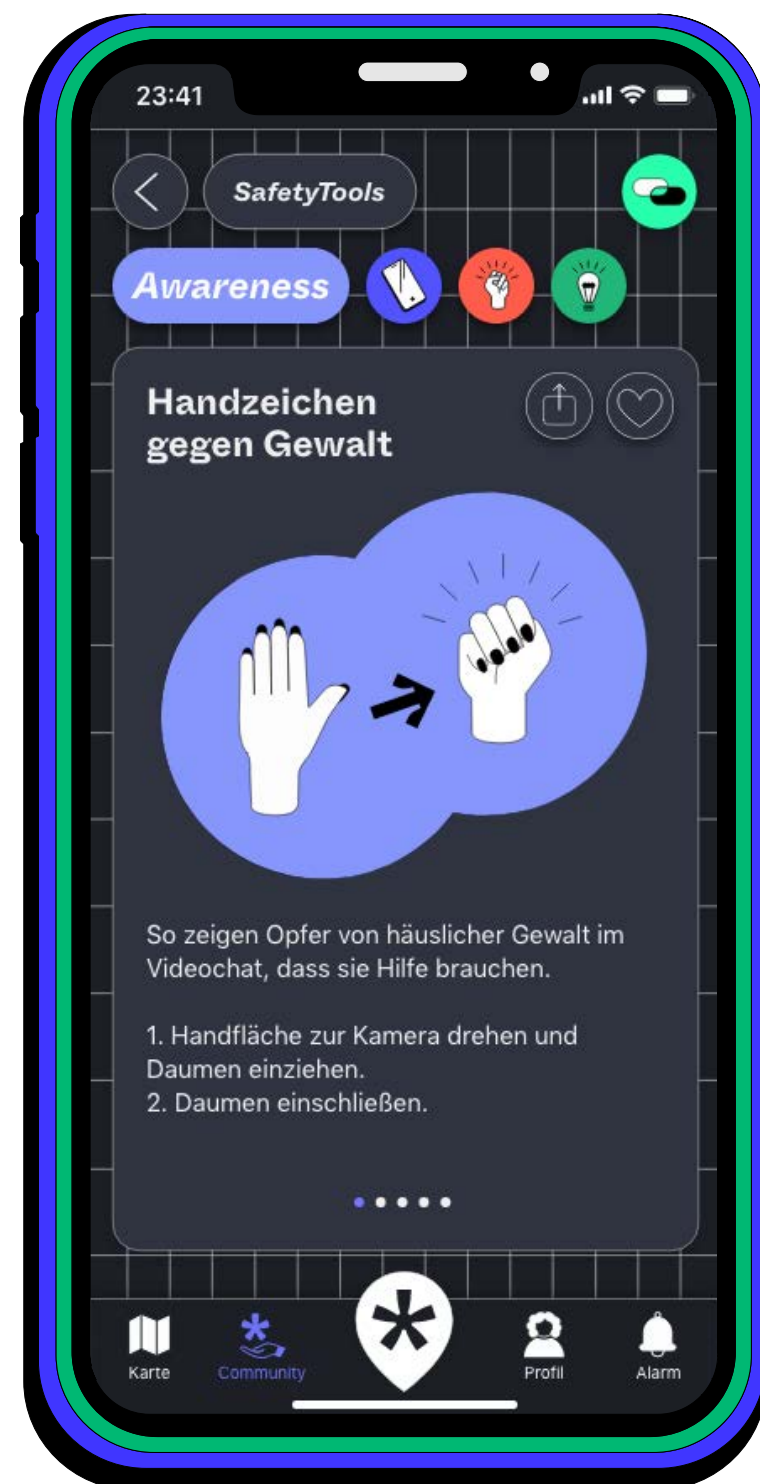 23:41
SafetyTools
Awareness
Handzeichen
gegen Gewalt
So zeigen Opfer von häuslicher Gewalt im
Videochat, dass sie Hilfe brauchen.
1. Handfläche zur Kamera drehen und
Daumen einziehen.
2. Daumen einschließen.
Karte
Community
Profil
Alarm